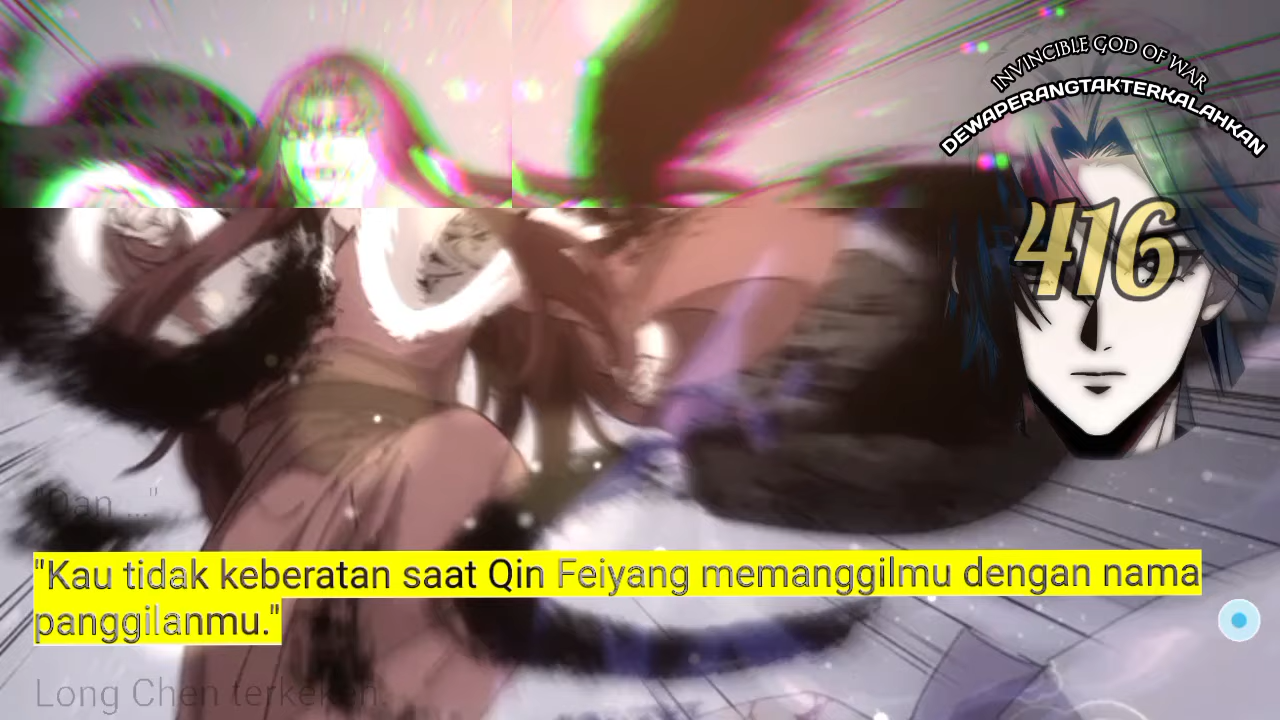 INVINCIBLE GOD OF WAR
DEWAPERANGTAKTERKALAHKAN
416
"Dan ..."
"Kau tidak keberatan saat Qin Feiyang memanggilmu dengan nama
panggilanmu."
Long Chen terkekeh.